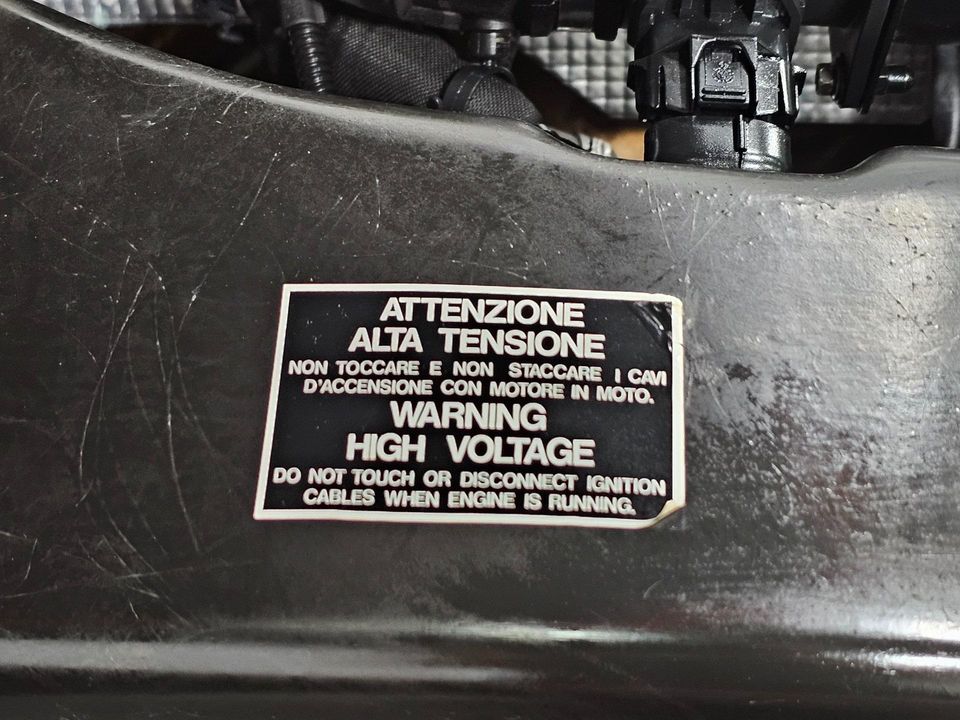 ATTENZIONE
ALTA TENSIONE
NON TOCCARE E NON STACCARE I CAVI
D'ACCENSIONE CON MOTORE IN MOTO.
WARNING
HIGH VOLTAGE
DO NOT TOUCH OR DISCONNECT IGNITION
CABLES WHEN ENGINE IS RUNNING.